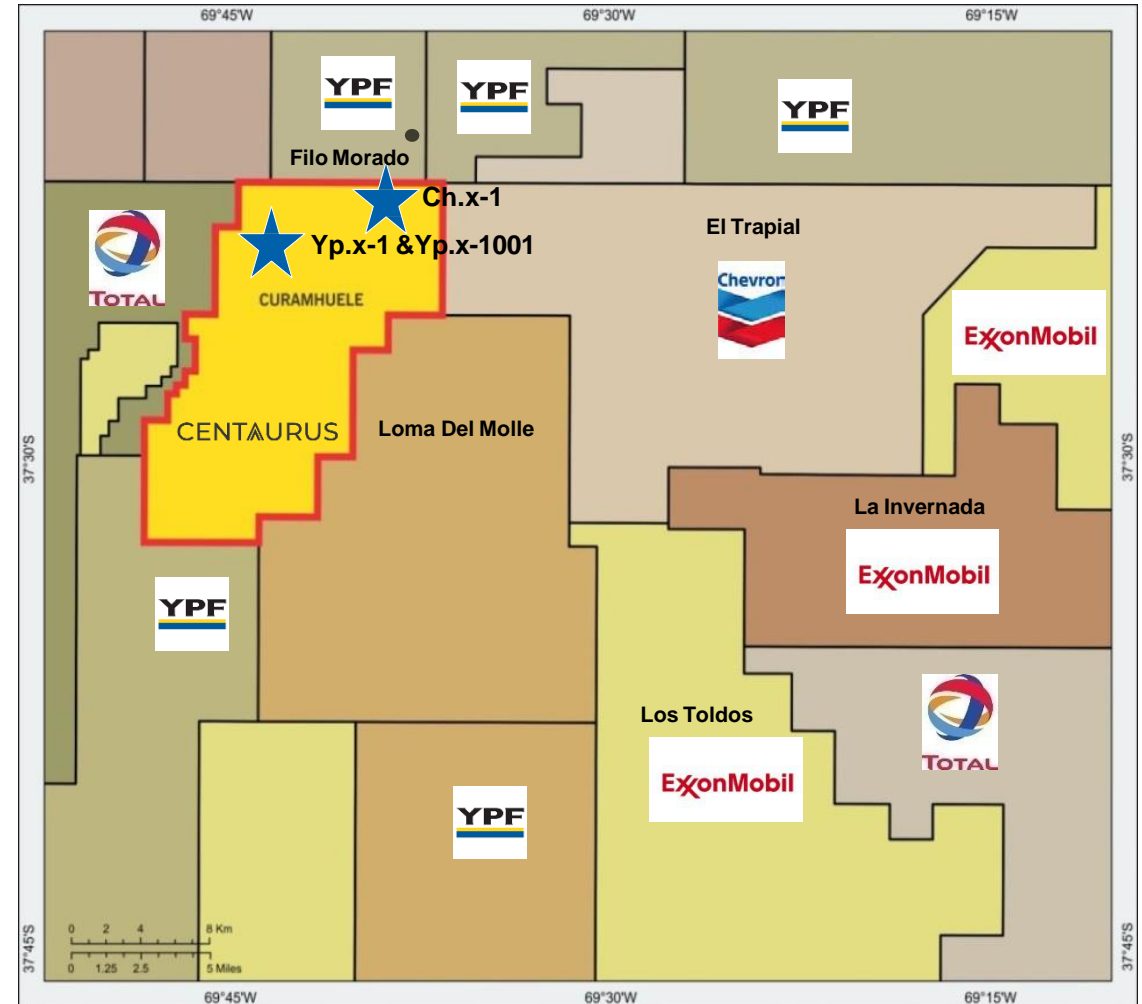 69°45'W
69°30'W
69°15'W
YPF
YPF
YPF
Filo Morado
Ch.x-1
El Trapial
Yp.x-1 &Yp.x-1001
TOTAL
CURAMHUELE
Chevron
ExxonMobil
CENTAURUS
Loma Del Molle
37°30'S
37°30'S
La Invernada
ExxonMobil
YPF
Los Toldos
TOTAL
ExxonMobil
YPF
0 2 4 8 Km
0 1.25 2.5 5 Miles
37°45'S
37°45'S
69°45'W
69°30'W
69°15'W